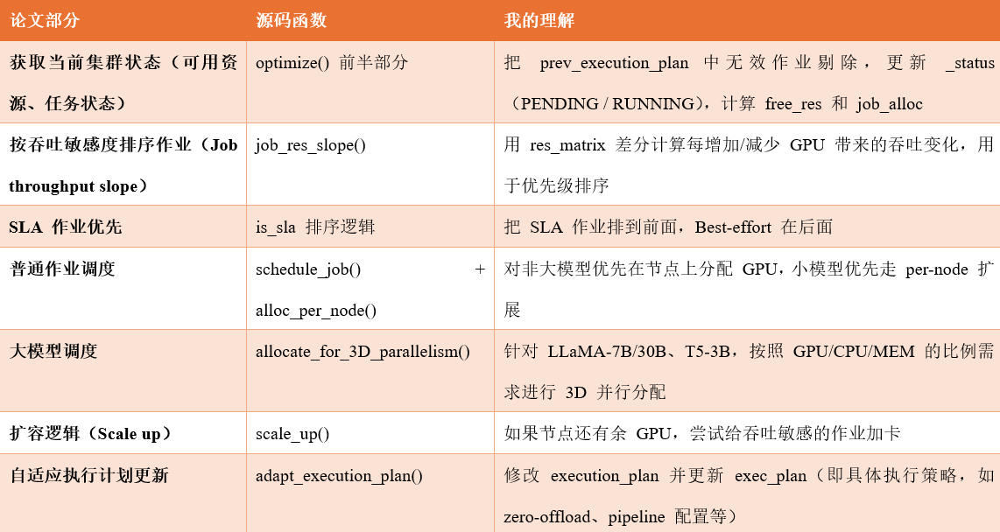 论文部分 源码函数 我的理解
获取当前集群状态（可用资 optimize() 前半部分 把 prev_execution_plan 中无效作业剔除，更新 _status
源、任务状态） （PENDING / RUNNING），计算 free_res 和 job_alloc
按吞吐敏感度排序作业（Job job_res_slope() 用 res_matrix 差分计算每增加/减少 GPU 带来的吞吐变化，用
throughput slope） 于优先级排序
SLA 作业优先 is_sla 排序逻辑 把 SLA 作业排到前面，Best-effort 在后面
普通作业调度 schedule_job() + 对非大模型优先在节点上分配 GPU，小模型优先走 per-node 扩
alloc_per_node() 展
大模型调度 allocate_for_3D_parallelism() 针对 LLaMA-7B/30B、T5-3B，按照 GPU/CPU/MEM 的比例需
求进行 3D 并行分配
扩容逻辑（Scale up） scale_up() 如果节点还有余 GPU，尝试给吞吐敏感的作业加卡
自适应执行计划更新 adapt_execution_plan() 修改 execution_plan 并更新 exec_plan（即具体执行策略，如
zero-offload、pipeline 配置等）